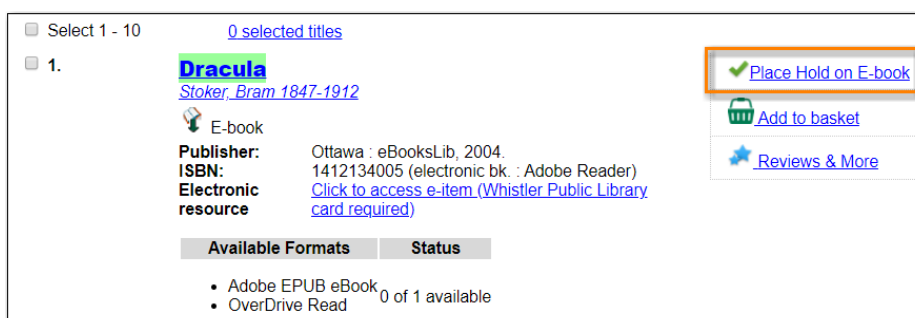 Select 1 - 10 0 selected titles
1. Dracula
Stoker, Bram 1847-1912
E-book
Publisher: Ottawa : eBooksLib, 2004.
ISBN: 1412134005 (electronic bk. : Adobe Reader)
Electronic resource Click to access e-item (Whistler Public Library card required)
Available Formats Status
• Adobe EPUB eBook
• OverDrive Read
0 of 1 available
Place Hold on E-book
Add to basket
Reviews & More